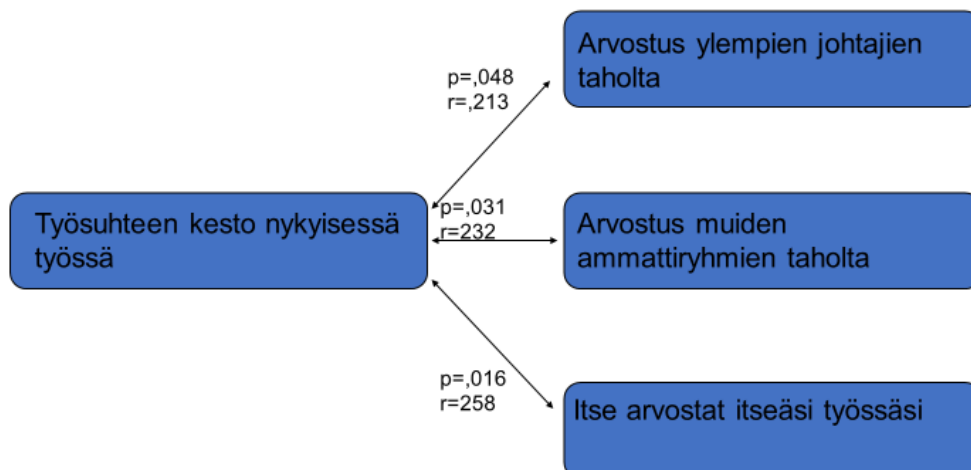 Arvostus ylempien johtajien
taholta
p=,048
r=,213
Työsuhteen kesto nykyisessä
työssä
p=,031
r=232
Arvostus muiden
ammattiryhmien taholta
p=,016
r=258
Itse arvostat itseäsi työssäsi